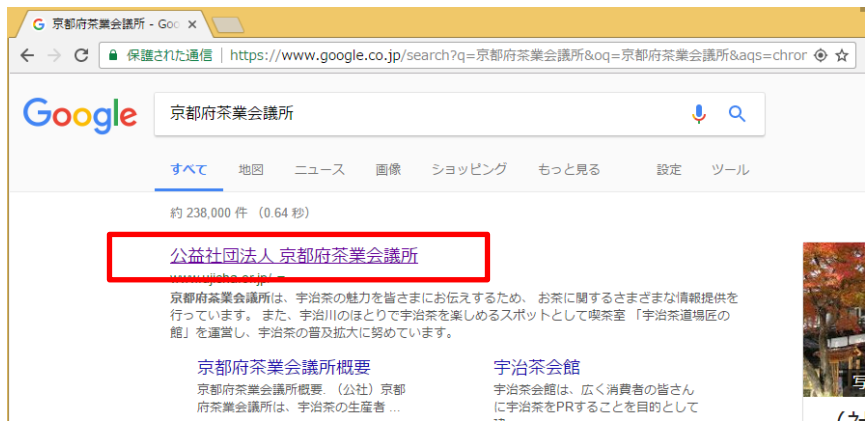 京都府茶業会議所 - Goo
保護された通信 https://www.google.co.jp/search?q=京都府茶業会議所&oq=京都府茶業会議所&aqs=chror
Google
京都府茶業会議所
すべて 地図 ニュース 画像 ショッピング もっと見る 設定 ツール
約 238,000 件 (0.64 秒)
公益社団法人 京都府茶業会議所
京都府茶業会議所は、宇治茶の魅力を皆さまにお伝えするため、 お茶に関するさまざまな情報提供を
行っています。 また、宇治川のほとりで宇治茶を楽しめるスポットとして喫茶室 「宇治茶道場匠の
館」を運営し、宇治茶の普及拡大に努めています。
京都府茶業会議所概要
京都府茶業会議所概要. （公社）京都
府茶業会議所は、宇治茶の生産者 ...
宇治茶会館
宇治茶会館は、広く消費者の皆さん
に宇治茶をPRすることを目的として
写